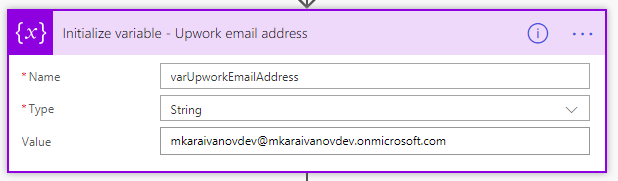 {x} Initialize variable - Upwork email address
* Name varUpworkEmailAddress
* Type String
Value mkaraivanovdev@mkaraivanovdev.onmicrosoft.com